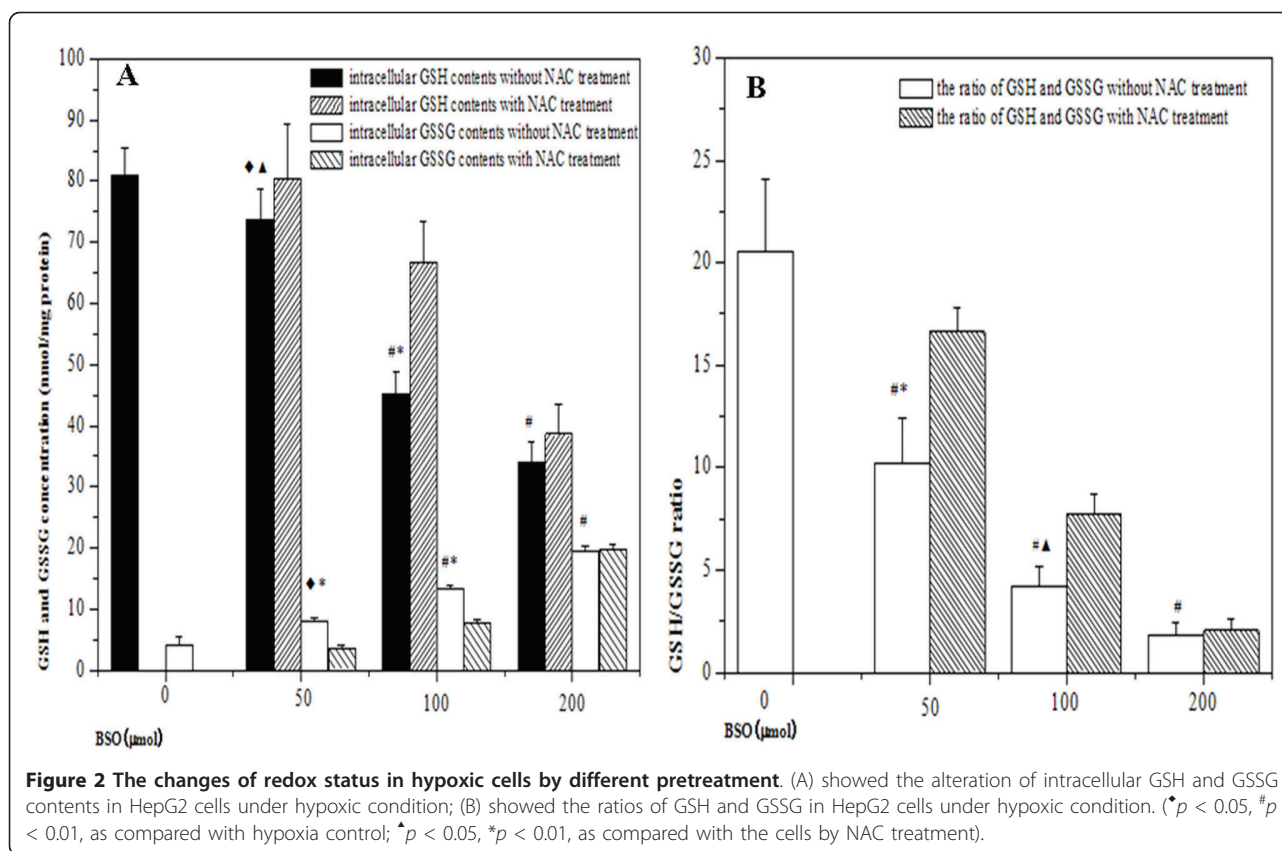 A
100
90
80
70
60
50
40
30
20
10
0
GSH and GSSG concentration (nmol/mg protein)
intracellular GSH contents without NAC treatment
intracellular GSH contents with NAC treatment
intracellular GSSG contents without NAC treatment
intracellular GSSG contents with NAC treatment
♦▲
♦*
#*
#*
#
#
0
50
100
200
BSO(μmol)
B
30
25
20
15
10
5
0
GSH/GSSG ratio
the ratio of GSH and GSSG without NAC treatment
the ratio of GSH and GSSG with NAC treatment
#*
#▲
#
0
50
100
200
BSO(μmol)
Figure 2 The changes of redox status in hypoxic cells by different pretreatment. (A) showed the alteration of intracellular GSH and GSSG
contents in HepG2 cells under hypoxic condition; (B) showed the ratios of GSH and GSSG in HepG2 cells under hypoxic condition. (♦p < 0.05, #p
< 0.01, as compared with hypoxia control; ▲p < 0.05, *p < 0.01, as compared with the cells by NAC treatment).